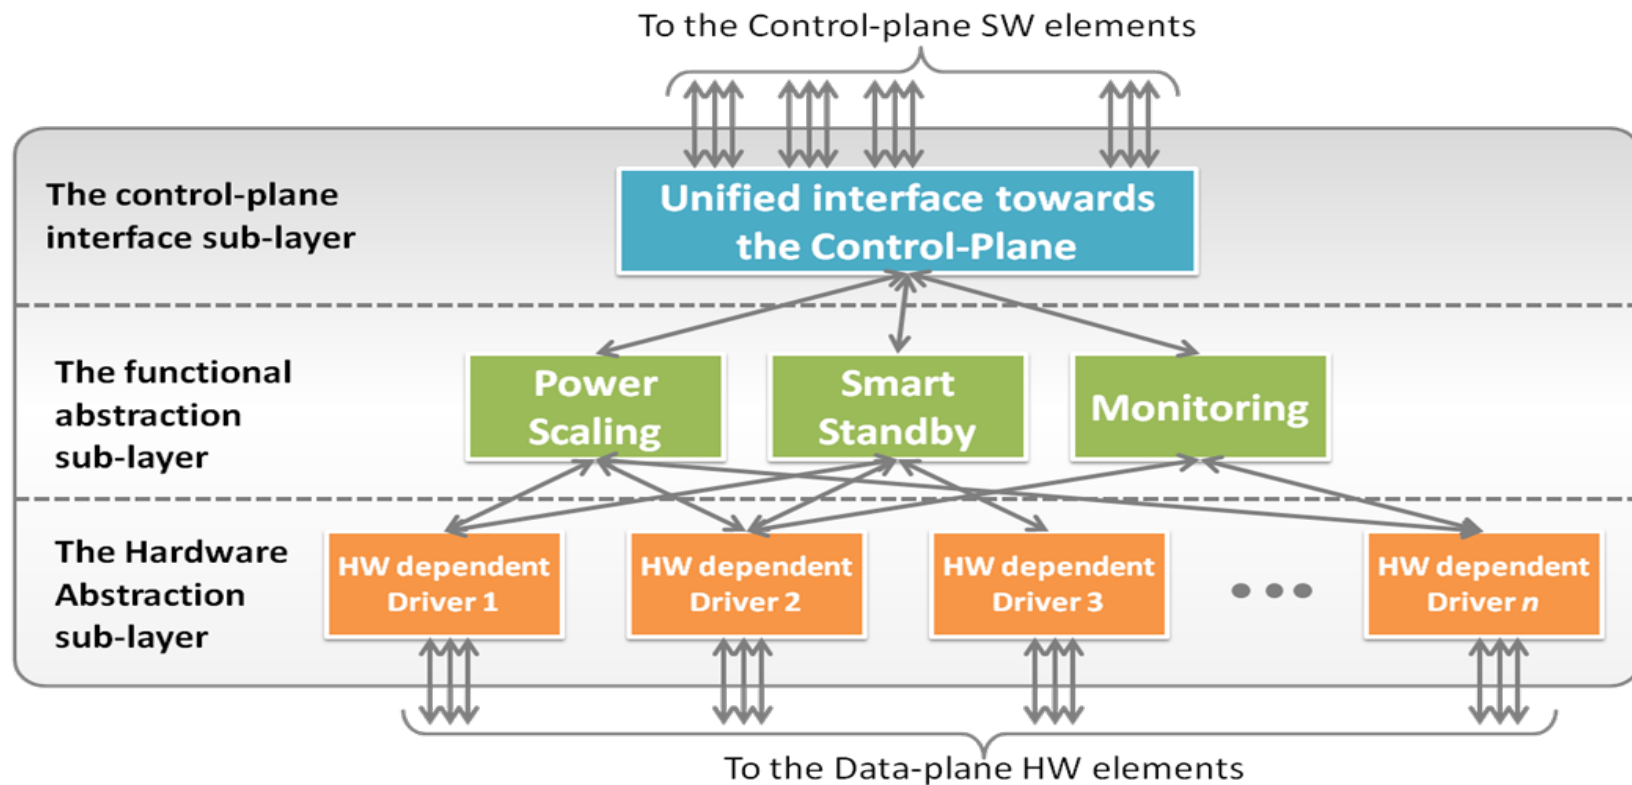 To the Control-plane SW elements
The control-plane
interface sub-layer
Unified interface towards
the Control-Plane
The functional
abstraction
sub-layer
Power
Scaling
Smart
Standby
Monitoring
The Hardware
Abstraction
sub-layer
HW dependent
Driver 1
HW dependent
Driver 2
HW dependent
Driver 3
HW dependent
Driver n
To the Data-plane HW elements